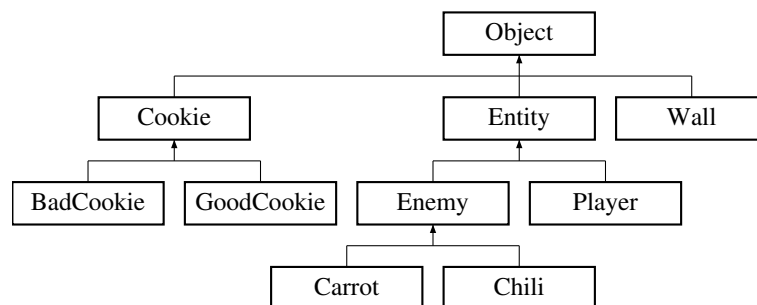 Object
Cookie
Entity
Wall
BadCookie
GoodCookie
Enemy
Player
Carrot
Chili